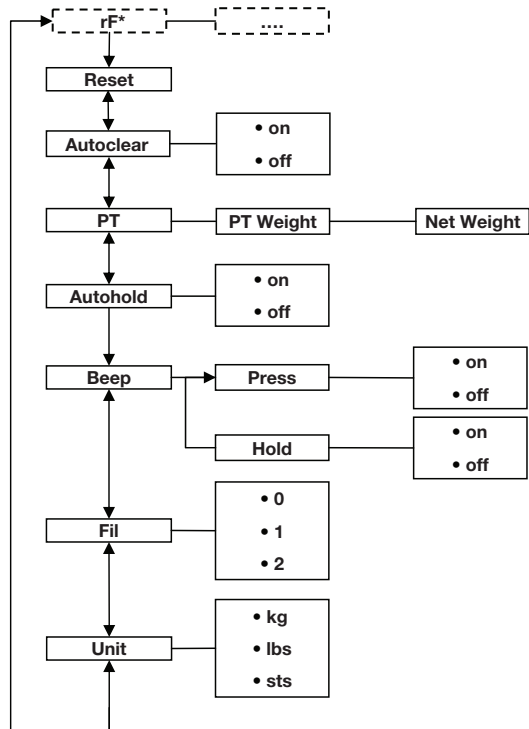 rF*
....
Reset
Autoclear
• on
• off
PT
PT Weight
Net Weight
Autohold
• on
• off
Beep
Press
• on
• off
Hold
• on
• off
Fil
• 0
• 1
• 2
Unit
• kg
• lbs
• sts